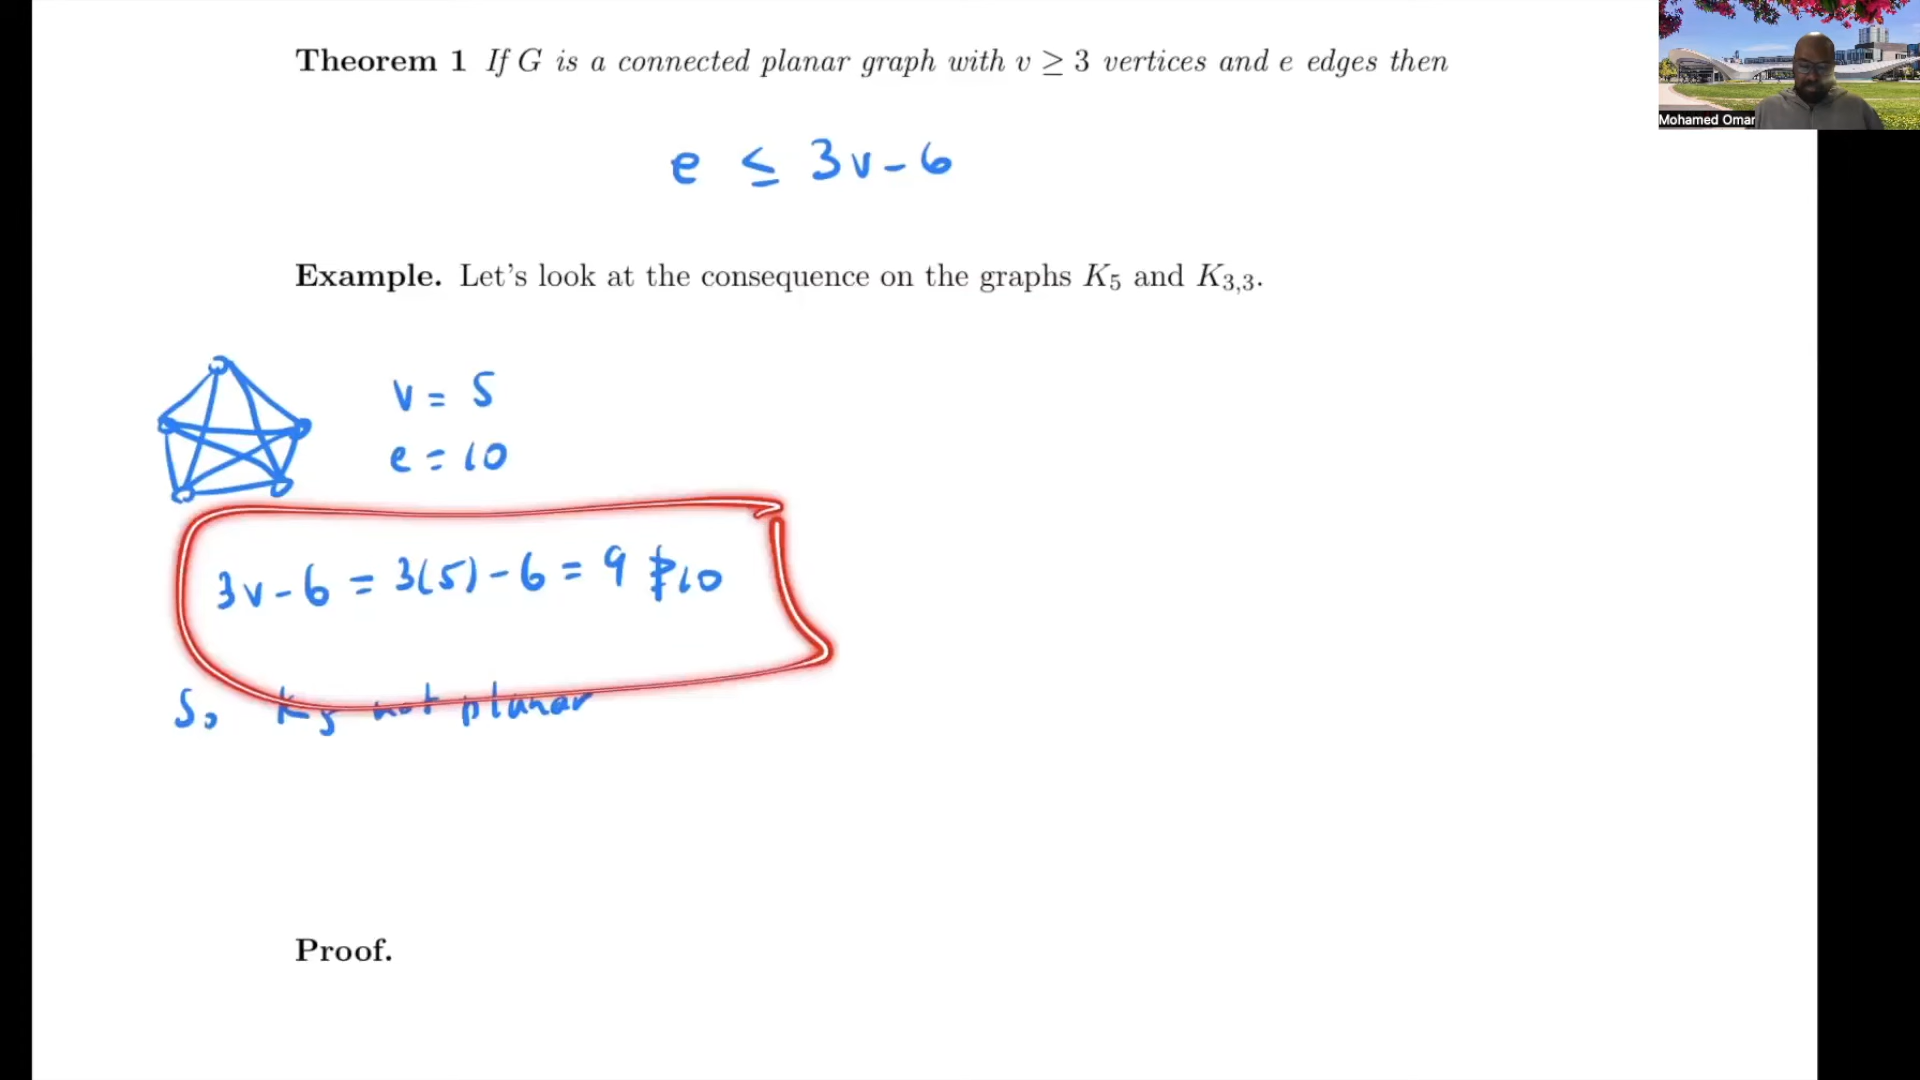 Theorem 1 If G is a connected planar graph with v ≥ 3 vertices and e edges then
e ≤ 3v - 6
Example. Let's look at the consequence on the graphs K5 and K3,3.
v = 5
e = 10
3v - 6 = 3(5) - 6 = 9 ≱ 10
So K5 not planar
Proof.
Mohamed Omar